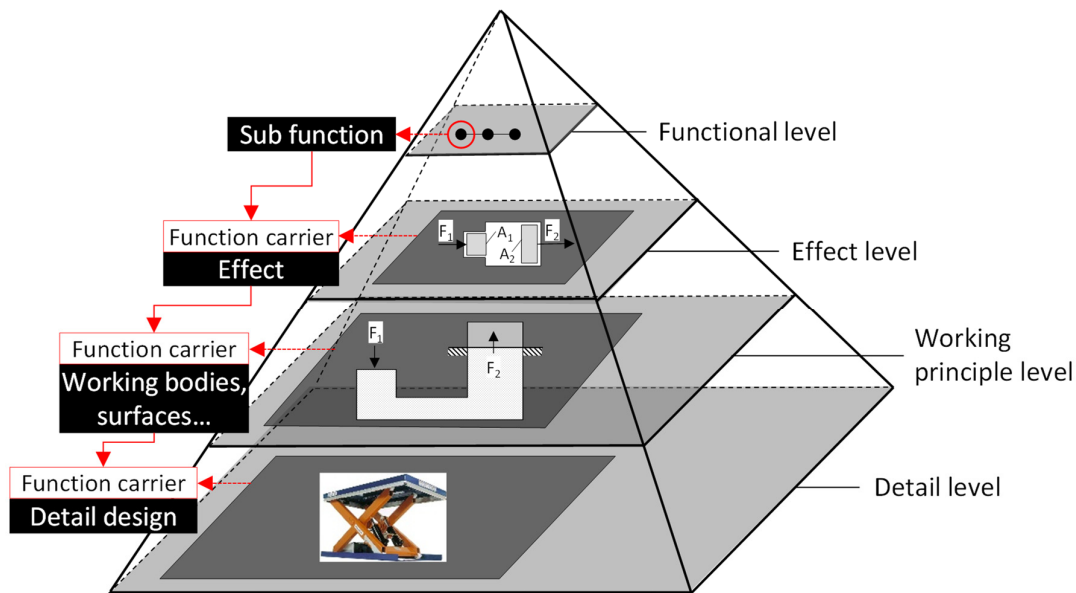 Sub function
Functional level
Function carrier
Effect
F1
A1
A2
F2
Effect level
Function carrier
Working bodies,
surfaces...
F1
F2
Working
principle level
Function carrier
Detail design
Detail level